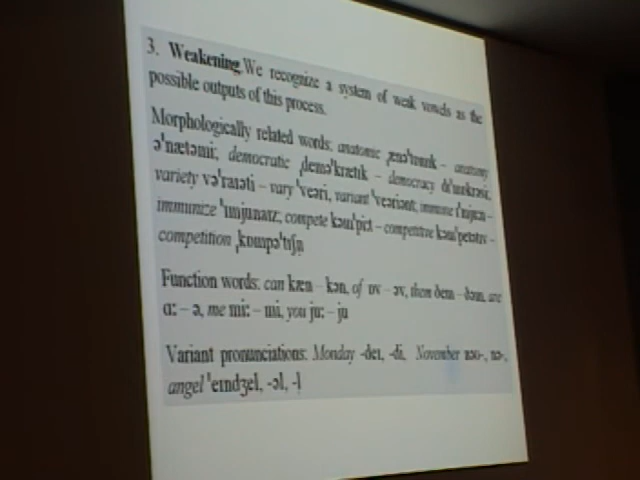 3. Weakening. We recognize a system of weak vowels as the
possible outputs of this process.
Morphologically related words: anatomic ˌænəˈtɒmɪk – anatomy
əˈnætəmi; democratic ˌdeməˈkrætɪk – democracy dɪˈmɒkrəsi;
variety vəˈraɪəti – vary ˈveəri, variant ˈveəriənt; immune ɪˈmjuːn –
immunize ˈɪmjunaɪz; compete kəmˈpiːt – competitive kəmˈpetətɪv –
competition ˌkɒmpəˈtɪʃn̩
Function words: can kæn – kən, of ɒv – əv, them ðem – ðəm, are
ɑː – ə, me miː – mi, you juː – ju
Variant pronunciations: Monday -deɪ, -di, November nəʊ-, nə-,
angel ˈeɪndʒel, -əl, -l̩